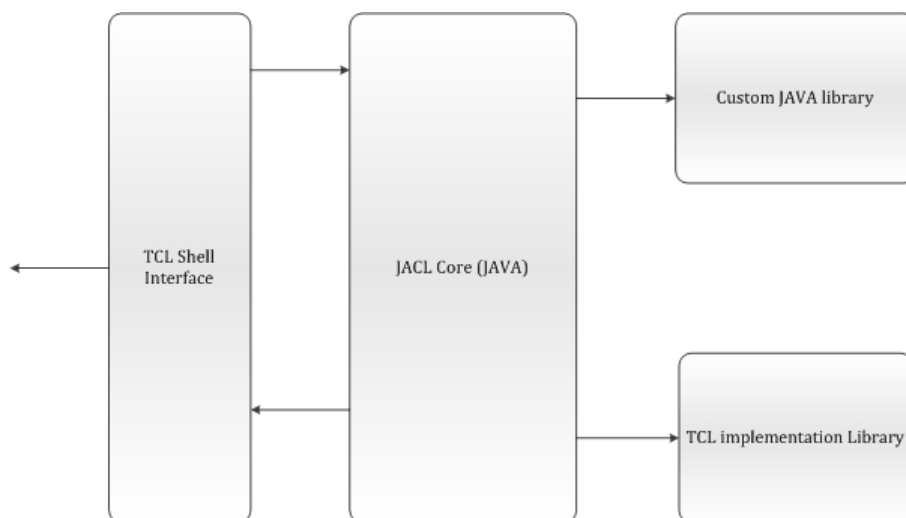 Custom JAVA library
TCL Shell
Interface
JACL Core (JAVA)
TCL implementation Library